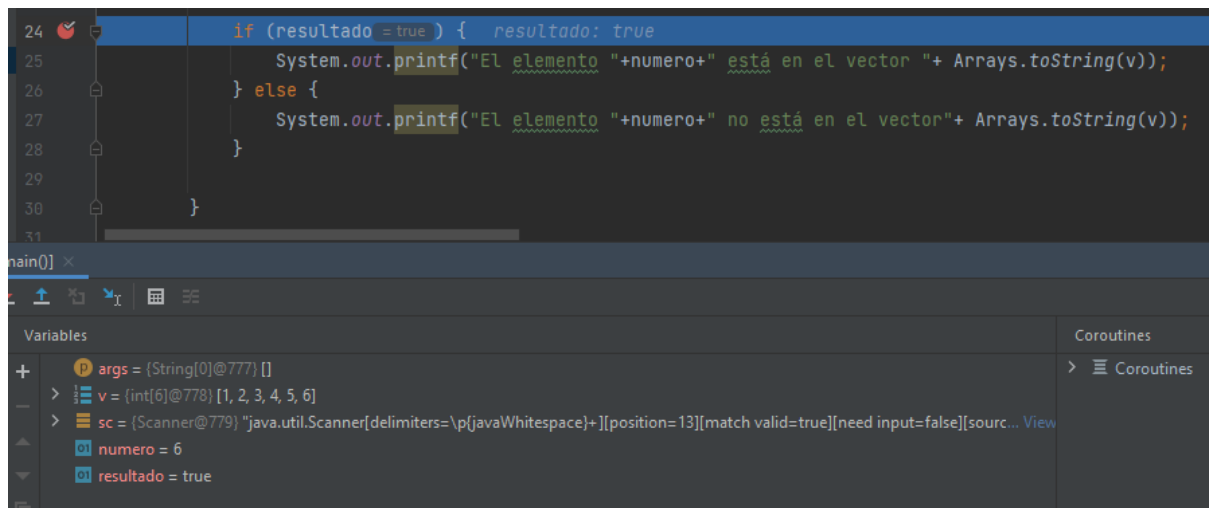 24 if (resultado = true ) { resultado: true
25 System.out.printf("El elemento "+numero+" está en el vector "+ Arrays.toString(v));
26 } else {
27 System.out.printf("El elemento "+numero+" no está en el vector"+ Arrays.toString(v));
28 }
29
30 }
31
main()] ×
Variables
Coroutines
args = {String[0]@777} []
Coroutines
v = {int[6]@778} [1, 2, 3, 4, 5, 6]
sc = {Scanner@779} "java.util.Scanner[delimiters=\p{javaWhitespace}+][position=13][match valid=true][need input=false][sourc... View
numero = 6
resultado = true